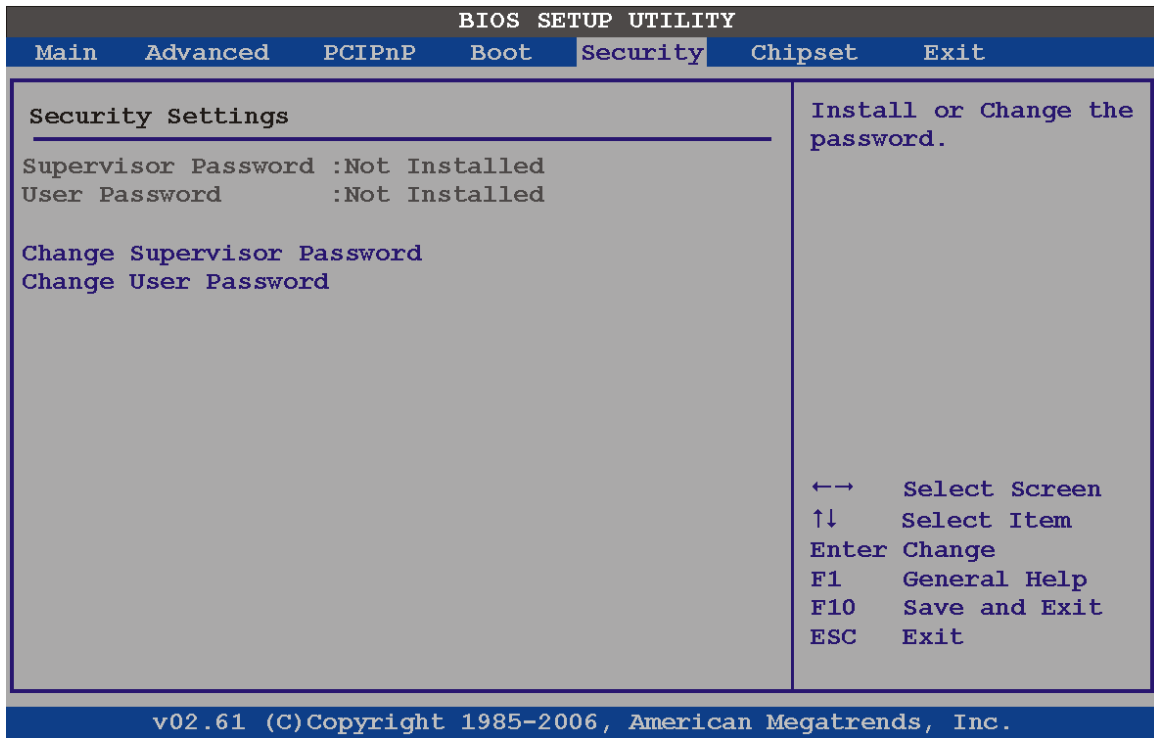 BIOS SETUP UTILITY
Main Advanced PCIPnP Boot Security Chipset Exit
Security Settings
Supervisor Password :Not Installed
User Password :Not Installed
Change Supervisor Password
Change User Password
Install or Change the
password.
←→ Select Screen
↑↓ Select Item
Enter Change
F1 General Help
F10 Save and Exit
ESC Exit
v02.61 (C)Copyright 1985-2006, American Megatrends, Inc.